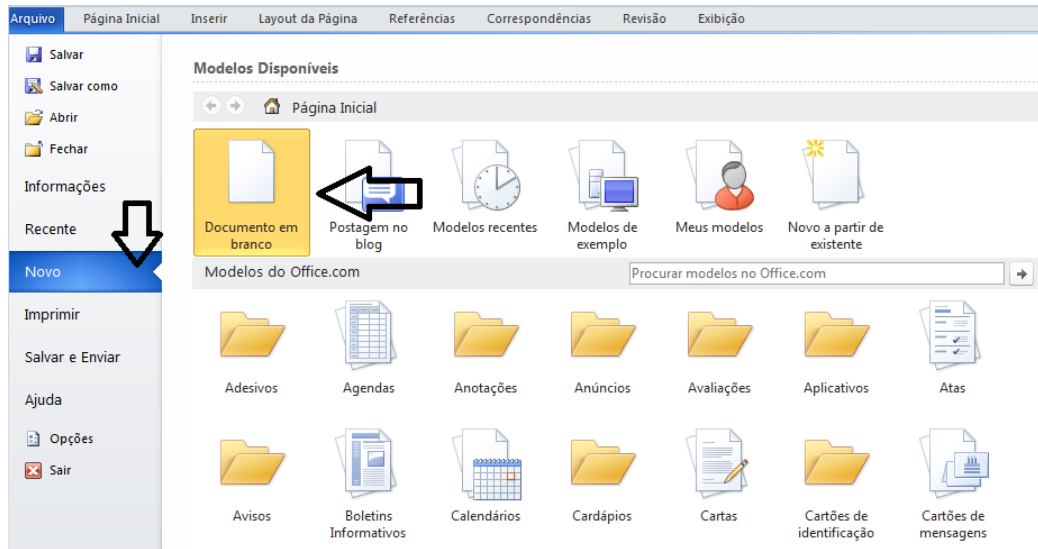 Arquivo Página Inicial Inserir Layout da Página Referências Correspondências Revisão Exibição
Salvar
Salvar como
Abrir
Fechar
Informações
Recente
Novo
Imprimir
Salvar e Enviar
Ajuda
Opções
Sair
Modelos Disponíveis
Página Inicial
Documento em
branco
Postagem no
blog
Modelos recentes
Modelos de
exemplo
Meus modelos
Novo a partir de
existente
Modelos do Office.com
Procurar modelos no Office.com
Adesivos
Agendas
Anotações
Anúncios
Avaliações
Aplicativos
Atas
Avisos
Boletins
Informativos
Calendários
Cardápios
Cartas
Cartões de
identificação
Cartões de
mensagens